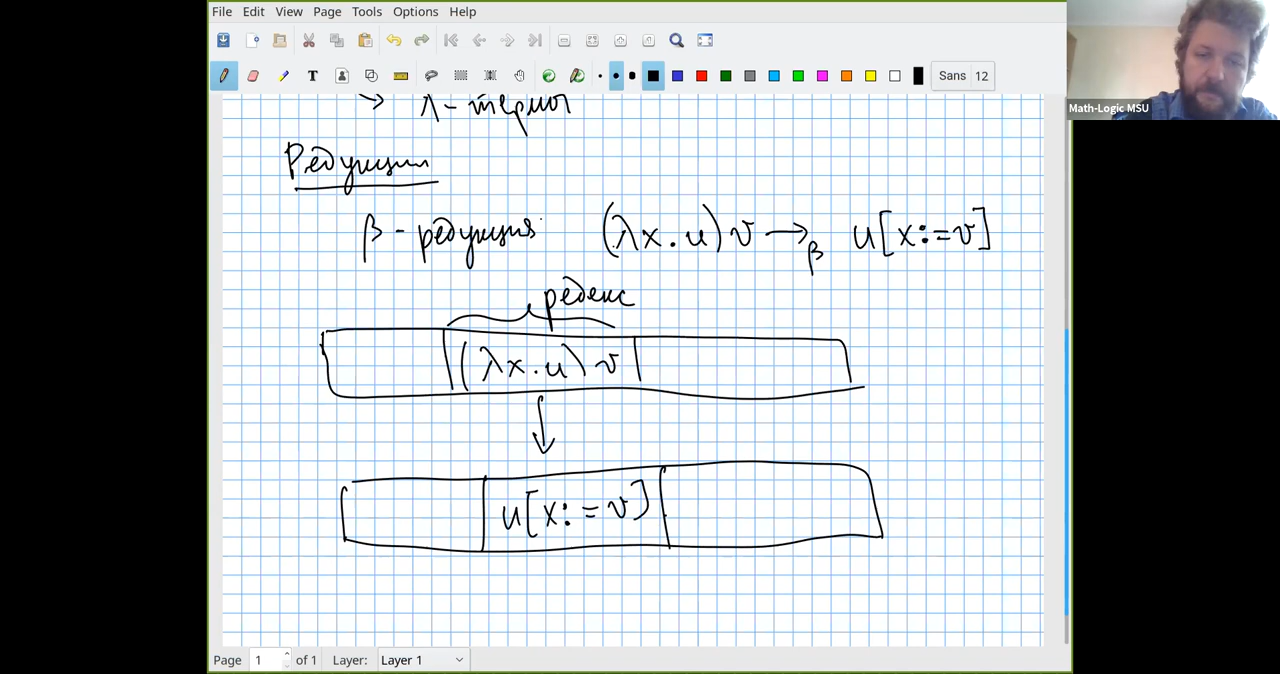 File Edit View Page Tools Options Help
Sans 12
Math-Logic MSU
→ λ-термы
Редукции
β-редукция (λx.u)v →β u[x:=v]
редекс
(λx.u)v
u[x:=v]
Page 1 of 1 Layer: Layer 1